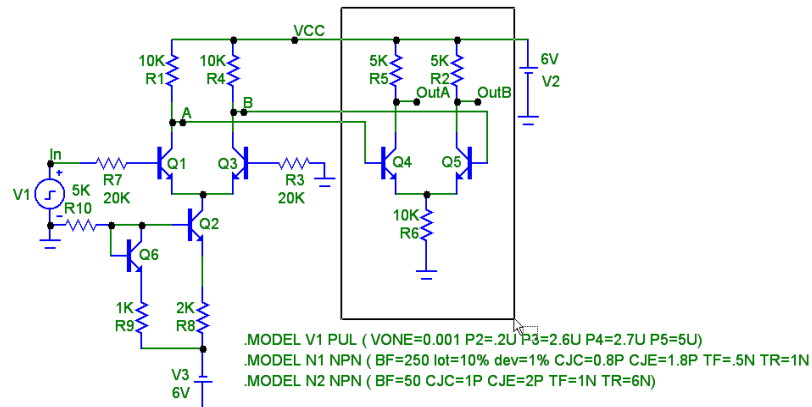 VCC
10K
R1
10K
R4
5K
R5
5K
R2
6V
V2
OutA
OutB
A
B
In
Q1
Q3
Q4
Q5
R7
20K
R3
20K
V1
5K
R10
Q2
10K
R6
Q6
1K
R9
2K
R8
.MODEL V1 PUL ( VONE=0.001 P2=.2U P3=2.6U P4=2.7U P5=5U)
.MODEL N1 NPN ( BF=250 lot=10% dev=1% CJC=0.8P CJE=1.8P TF=.5N TR=1N
.MODEL N2 NPN ( BF=50 CJC=1P CJE=2P TF=1N TR=6N)
V3
6V